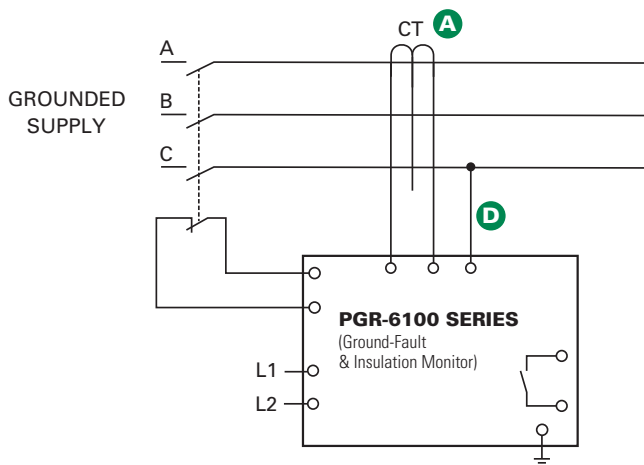 CT A
A
GROUNDED
SUPPLY
B
C
D
PGR-6100 SERIES
(Ground-Fault
& Insulation Monitor)
L1
L2